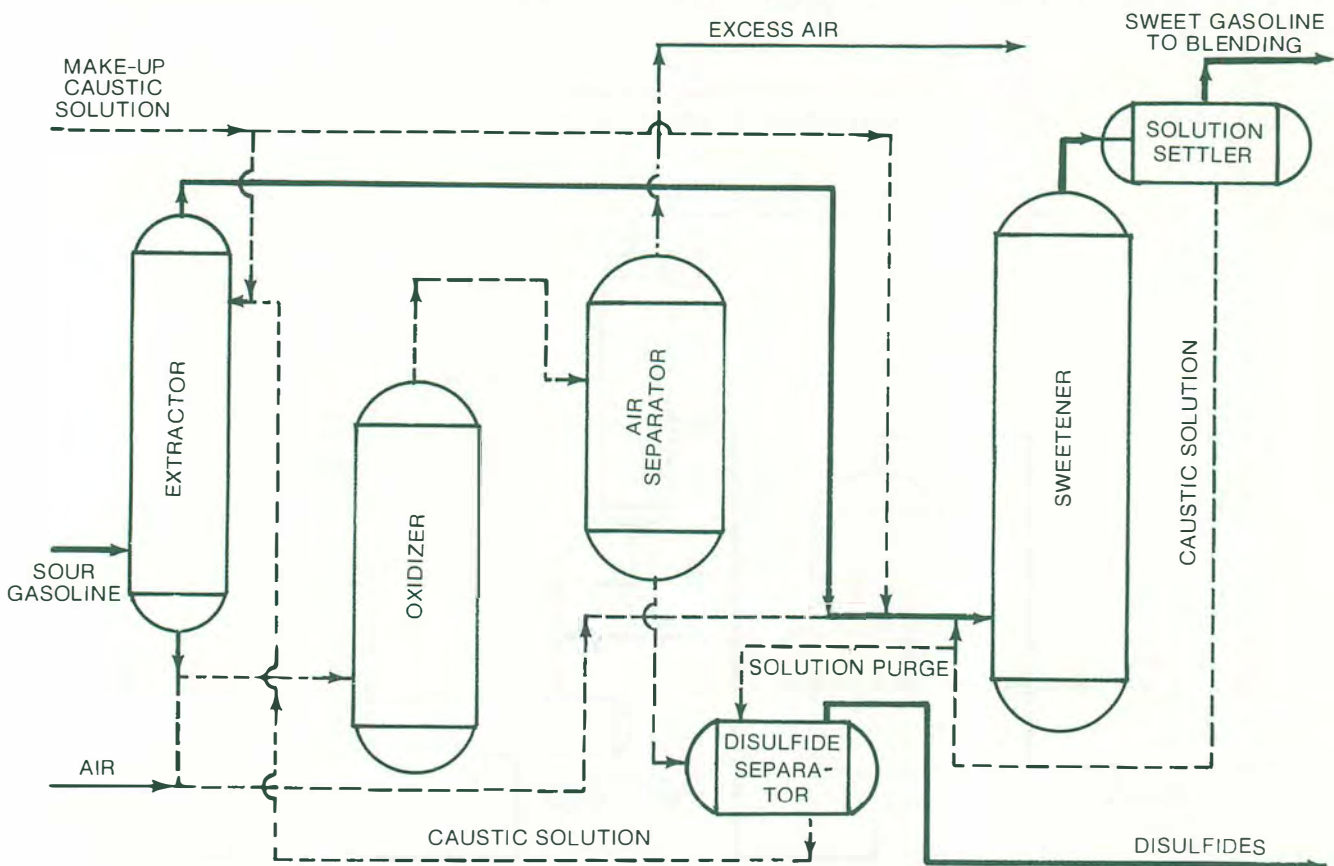 EXCESS AIR
SWEET GASOLINE
TO BLENDING
MAKE-UP
CAUSTIC
SOLUTION
SOLUTION
SETTLER
EXTRACTOR
OXIDIZER
AIR
SEPARATOR
SWEETENER
CAUSTIC SOLUTION
SOUR
GASOLINE
SOLUTION PURGE
DISULFIDE
SEPARA-
TOR
AIR
CAUSTIC SOLUTION
DISULFIDES